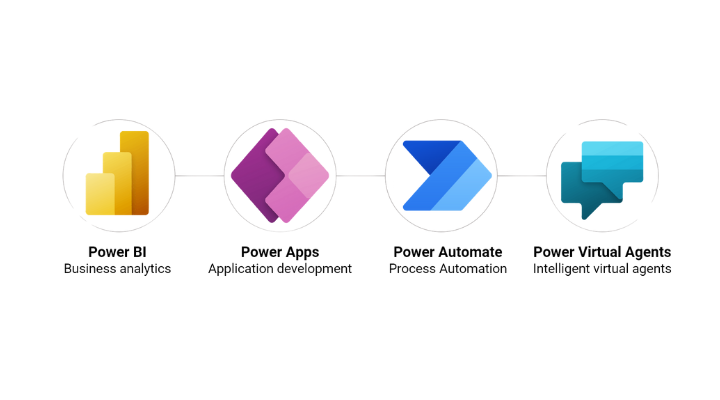 Power BI
Business analytics
Power Apps
Application development
Power Automate
Process Automation
Power Virtual Agents
Intelligent virtual agents